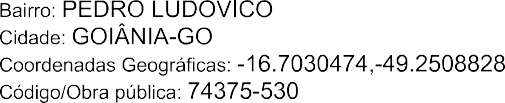 Bairro: PEDRO LUDOVICO
Cidade: GOIÂNIA-GO
Coordenadas Geográficas: -16.7030474,-49.2508828
Código/Obra pública: 74375-530